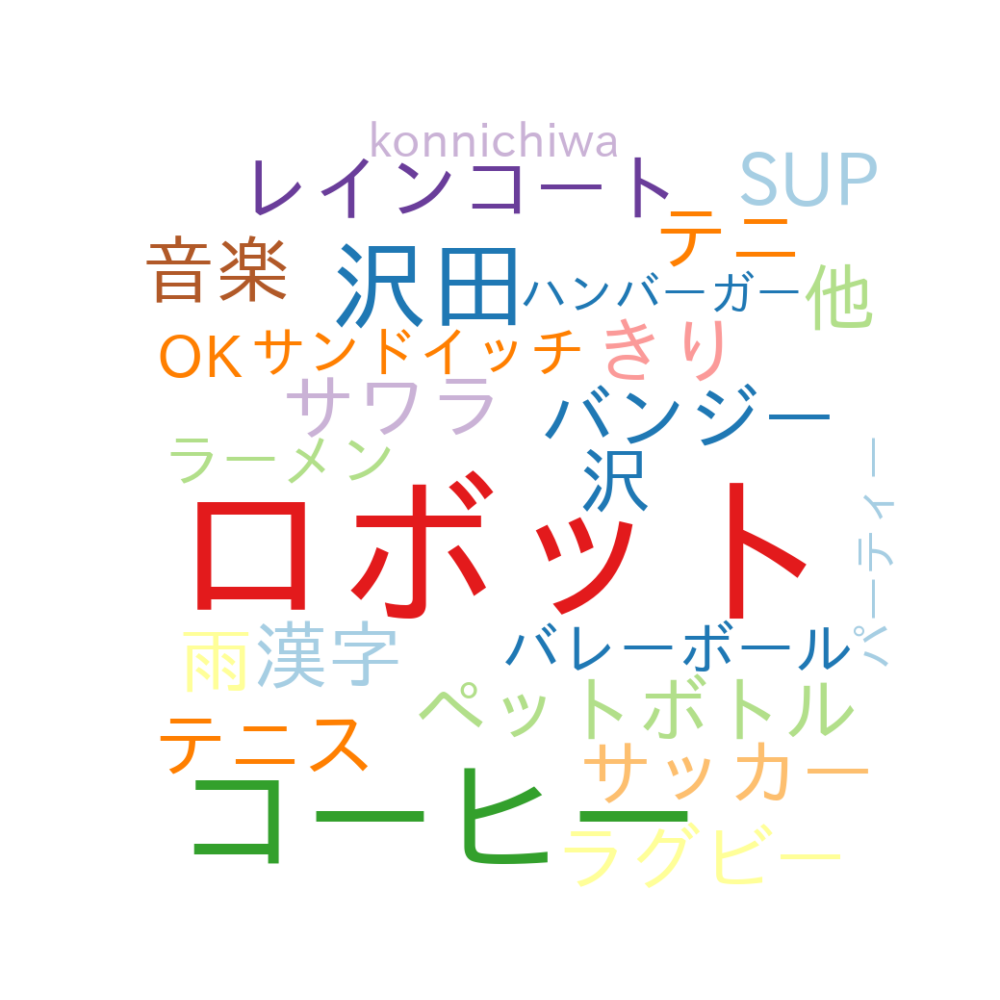 konnichiwa
レインコート
SUP
テニ
音楽
沢田
ハンバーガー
他
OK
サンドイッチ
きり
サワラ
バンジー
ラーメン
沢
パーティー
ロボット
雨
漢字
バレーボール
ペットボトル
テニス
サッカー
コーヒー
ラグビー